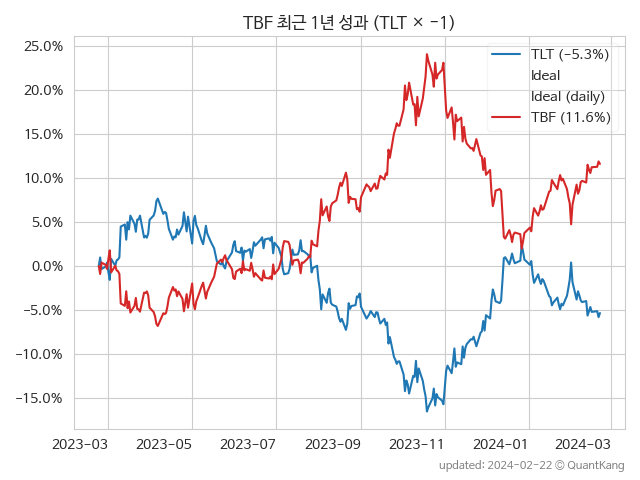 TBF 최근 1년 성과 (TLT × −1)
TLT (−5.3%)
Ideal
Ideal (daily)
TBF (11.6%)
25.0%
20.0%
15.0%
10.0%
5.0%
0.0%
−5.0%
−10.0%
−15.0%
2023-03 2023-05 2023-07 2023-09 2023-11 2024-01 2024-03
updated: 2024-02-22 © QuantKang